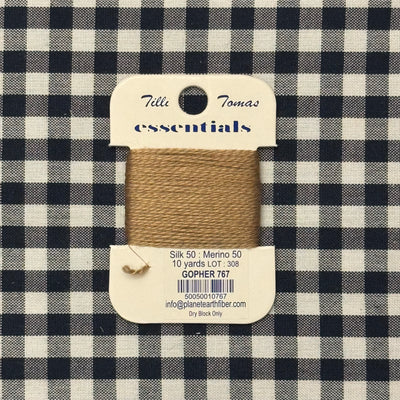 Tilli Tomas
essentials
Silk 50 : Merino 50
10 yards LOT : 308
GOPHER 767
50050010767
info@planetearthfiber.com
Dry Block Only